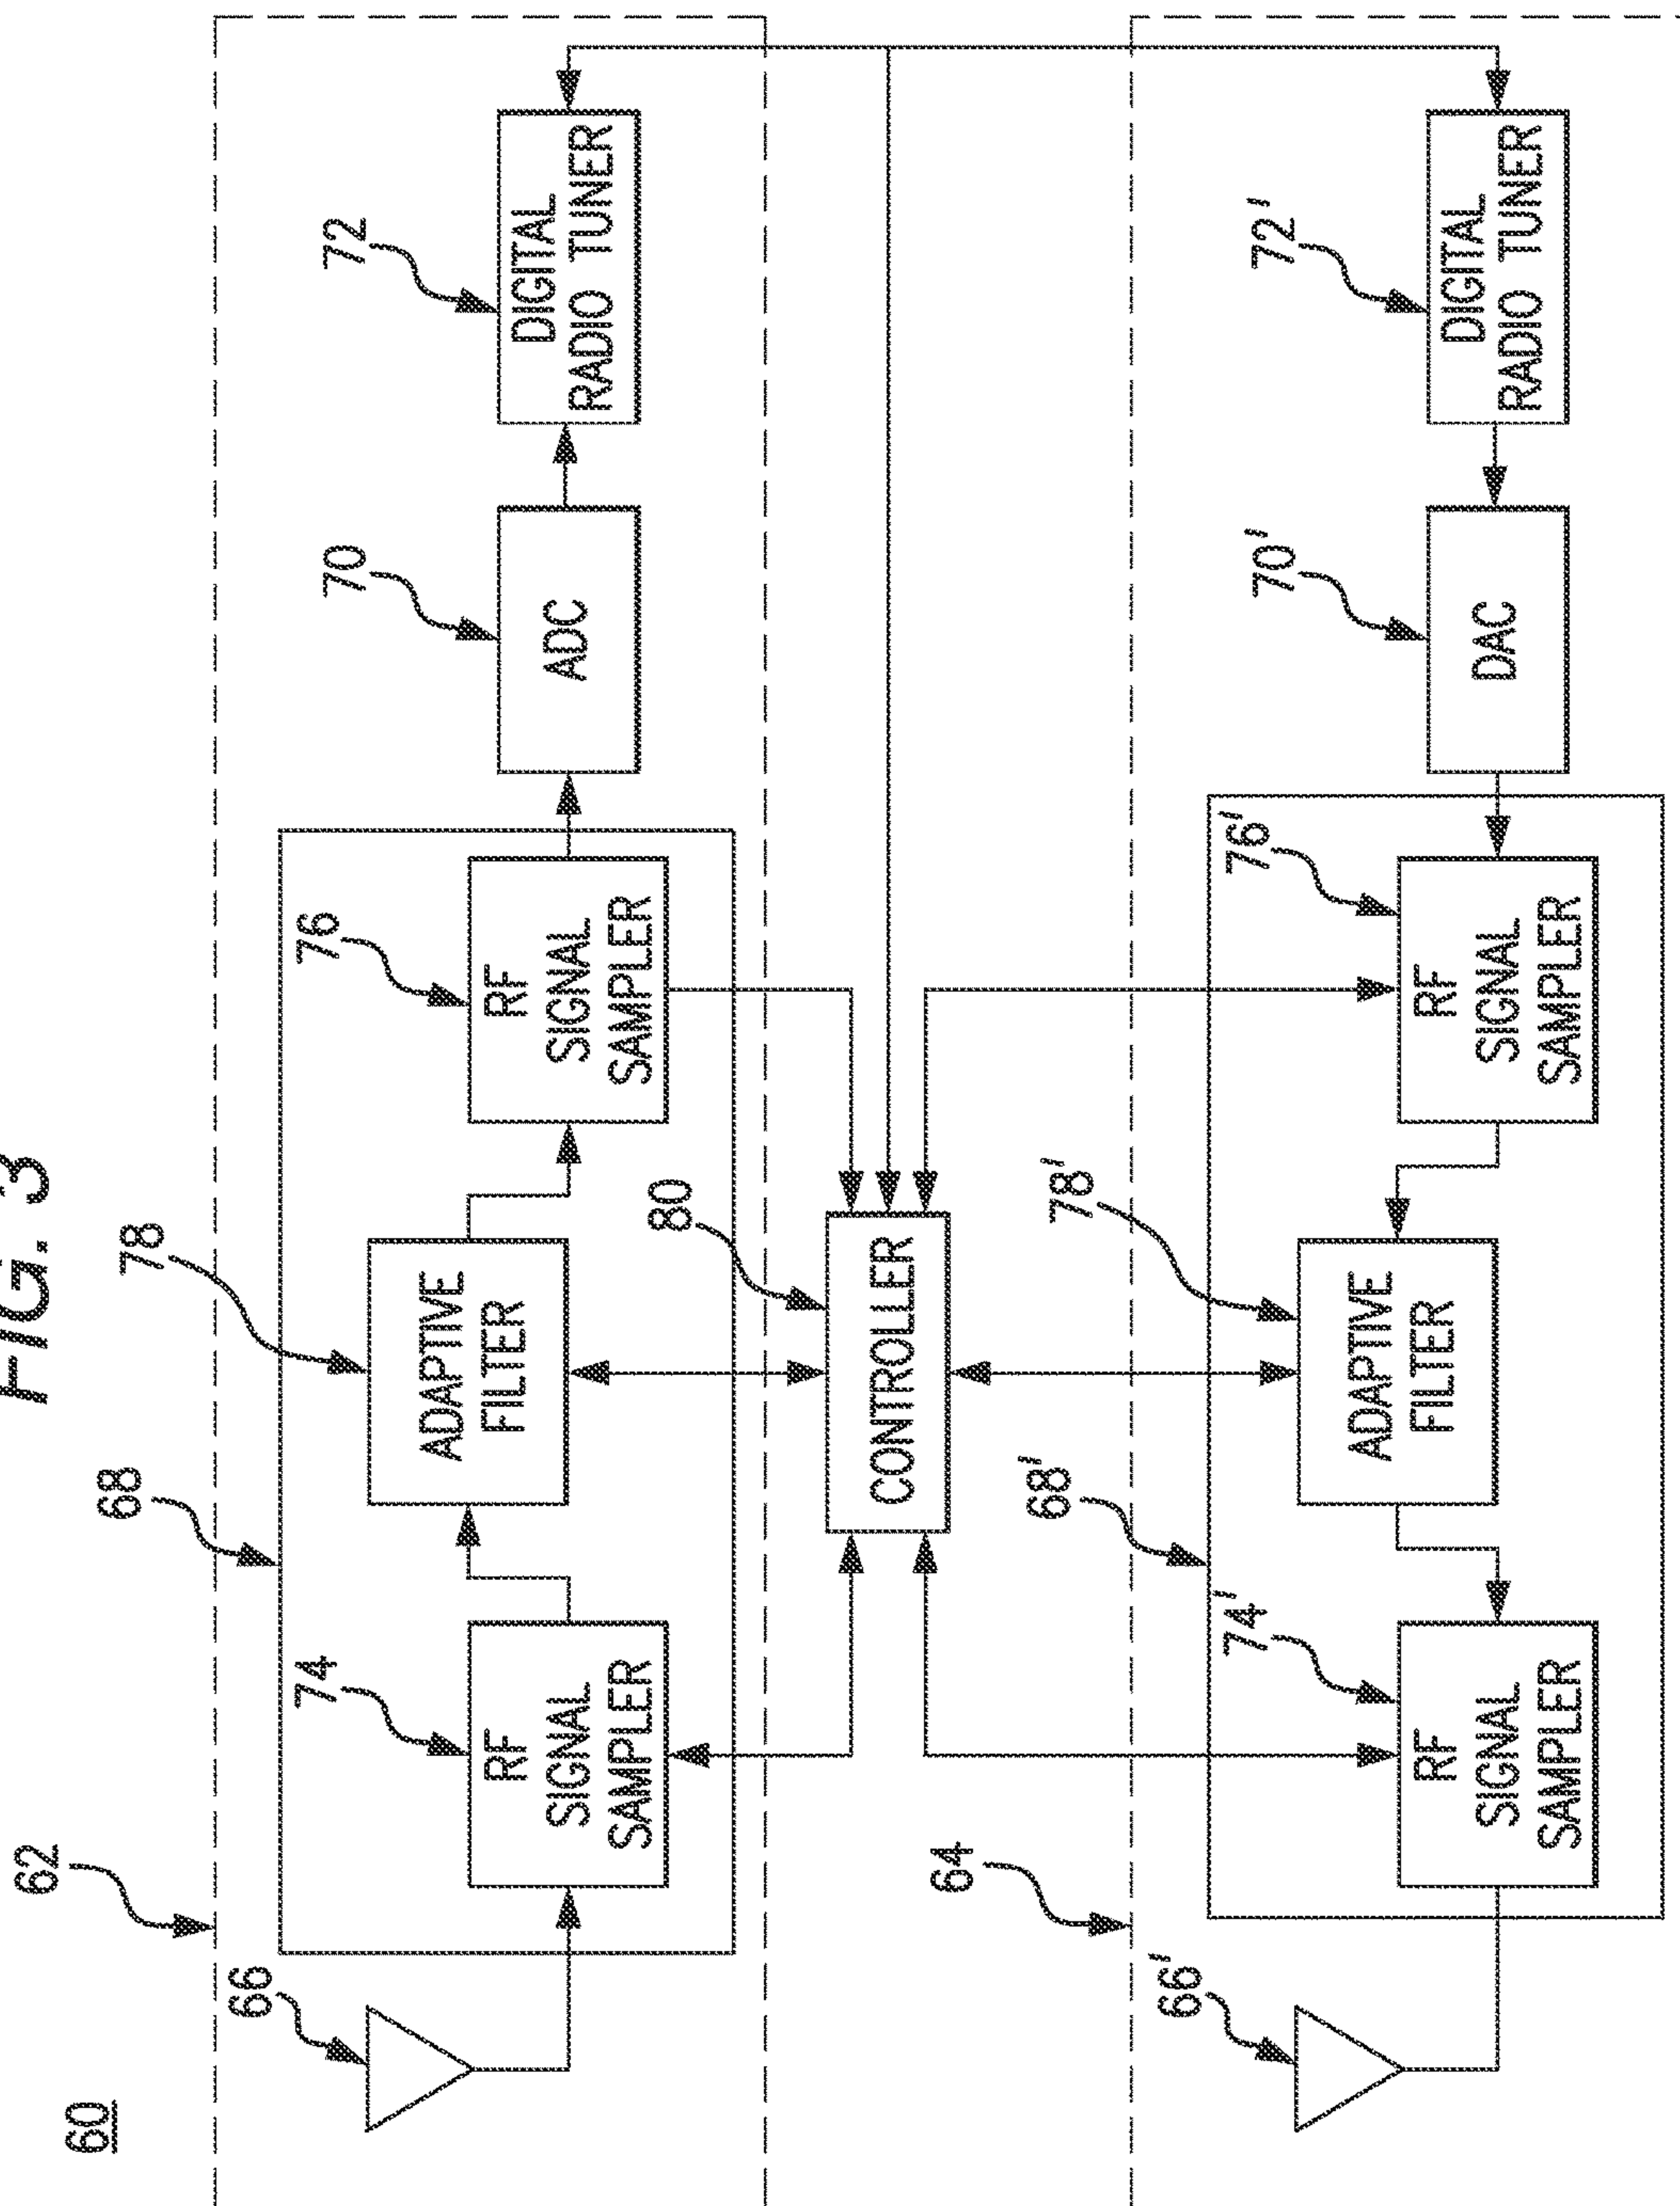 FIG. 3
60
62
66
68
74
RF
SIGNAL
SAMPLER
78
ADAPTIVE
FILTER
76
RF
SIGNAL
SAMPLER
70
ADC
72
DIGITAL
RADIO TUNER
80
CONTROLLER
64
66'
68'
74'
RF
SIGNAL
SAMPLER
78'
ADAPTIVE
FILTER
76'
RF
SIGNAL
SAMPLER
70'
DAC
72'
DIGITAL
RADIO TUNER